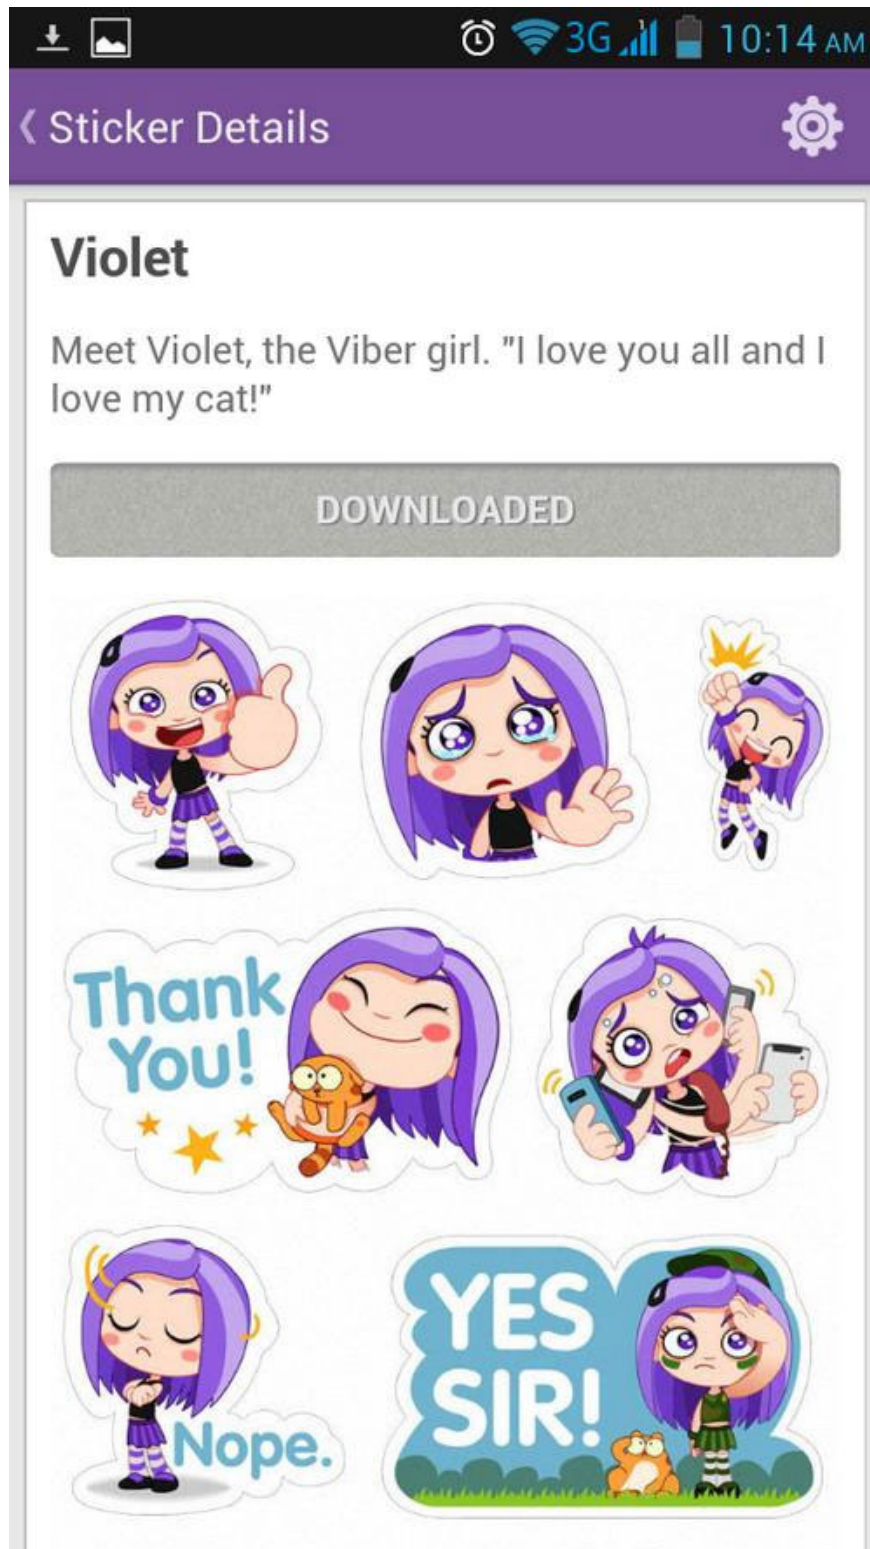 3G 1 10:14 AM
Sticker Details
Violet
Meet Violet, the Viber girl. "I love you all and I
love my cat!"
DOWNLOADED
Thank
You!
Nope.
YES
SIR!